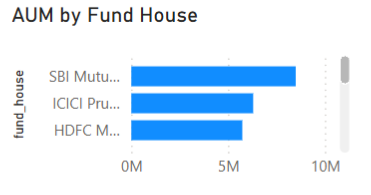 AUM by Fund House
fund_house
SBI Mutu...
ICICI Pru...
HDFC M...
0M 5M 10M